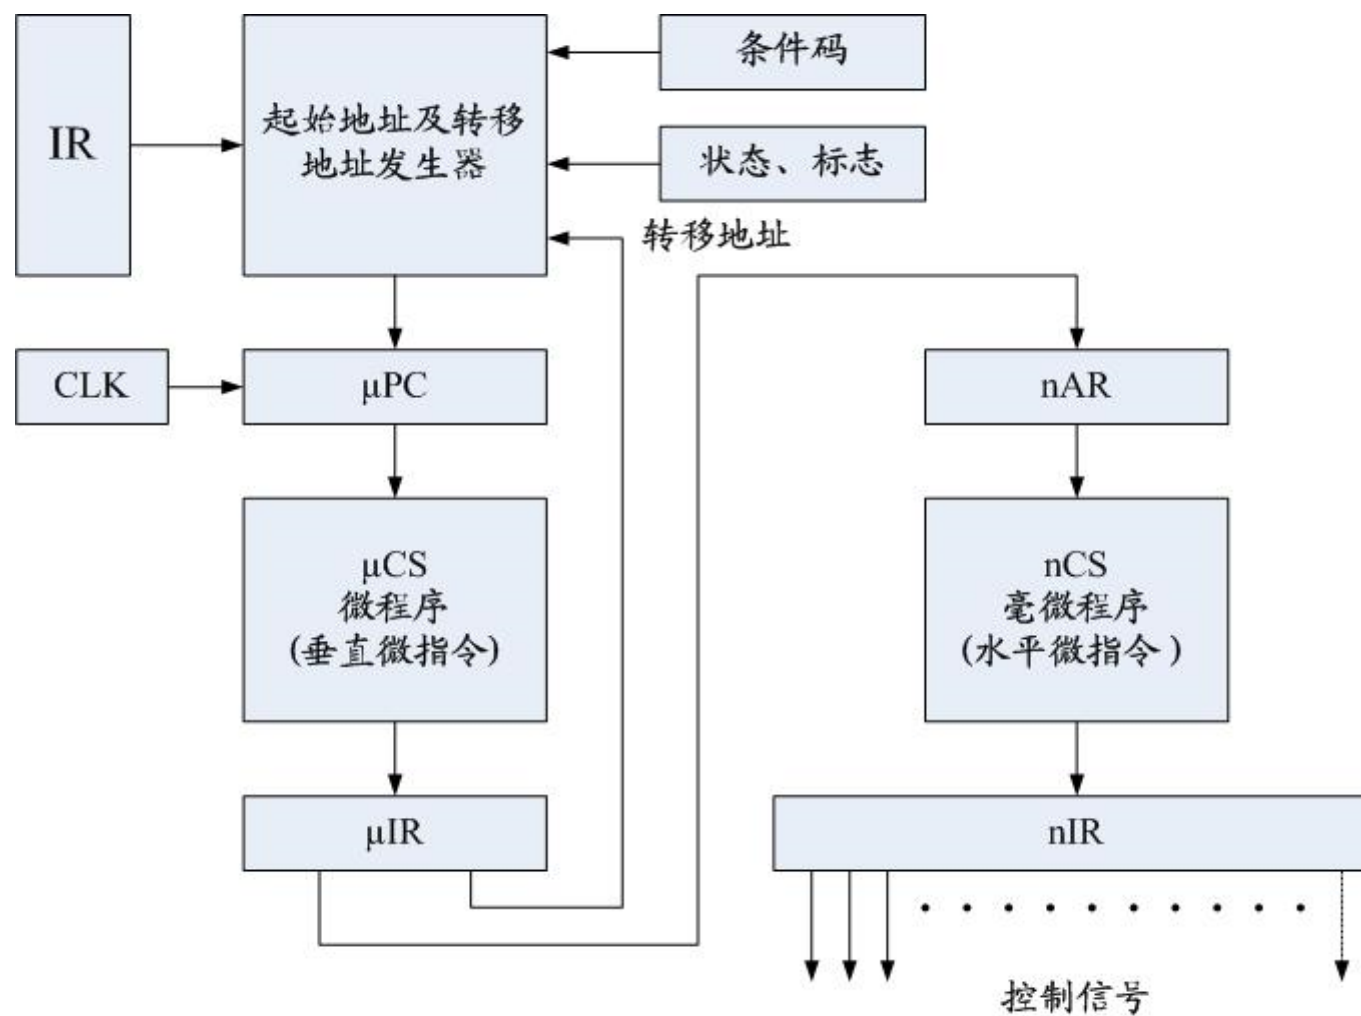 IR
起始地址及转移
地址发生器
条件码
状态、标志
转移地址
CLK
μPC
nAR
μCS
微程序
(垂直微指令)
nCS
毫微程序
(水平微指令)
μIR
nIR
控制信号